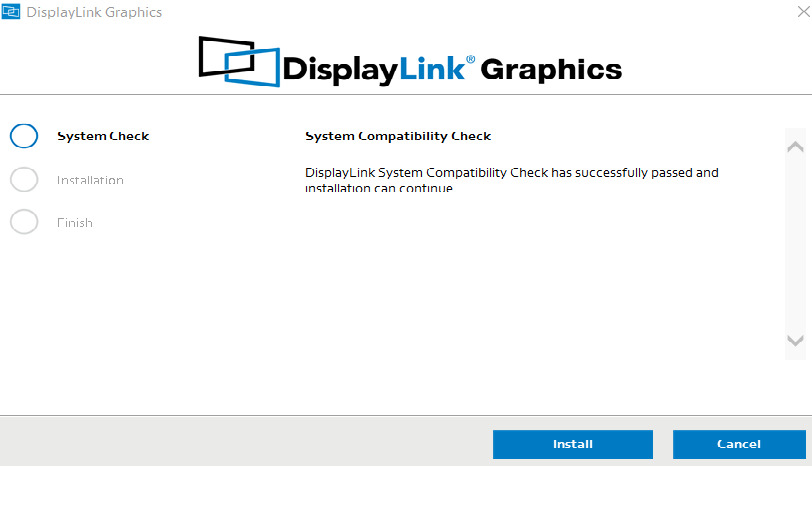 DisplayLink Graphics
DisplayLink® Graphics
System Check
Installation
Finish
System Compatibility Check
DisplayLink System Compatibility Check has successfully passed and
installation can continue
Install
Cancel